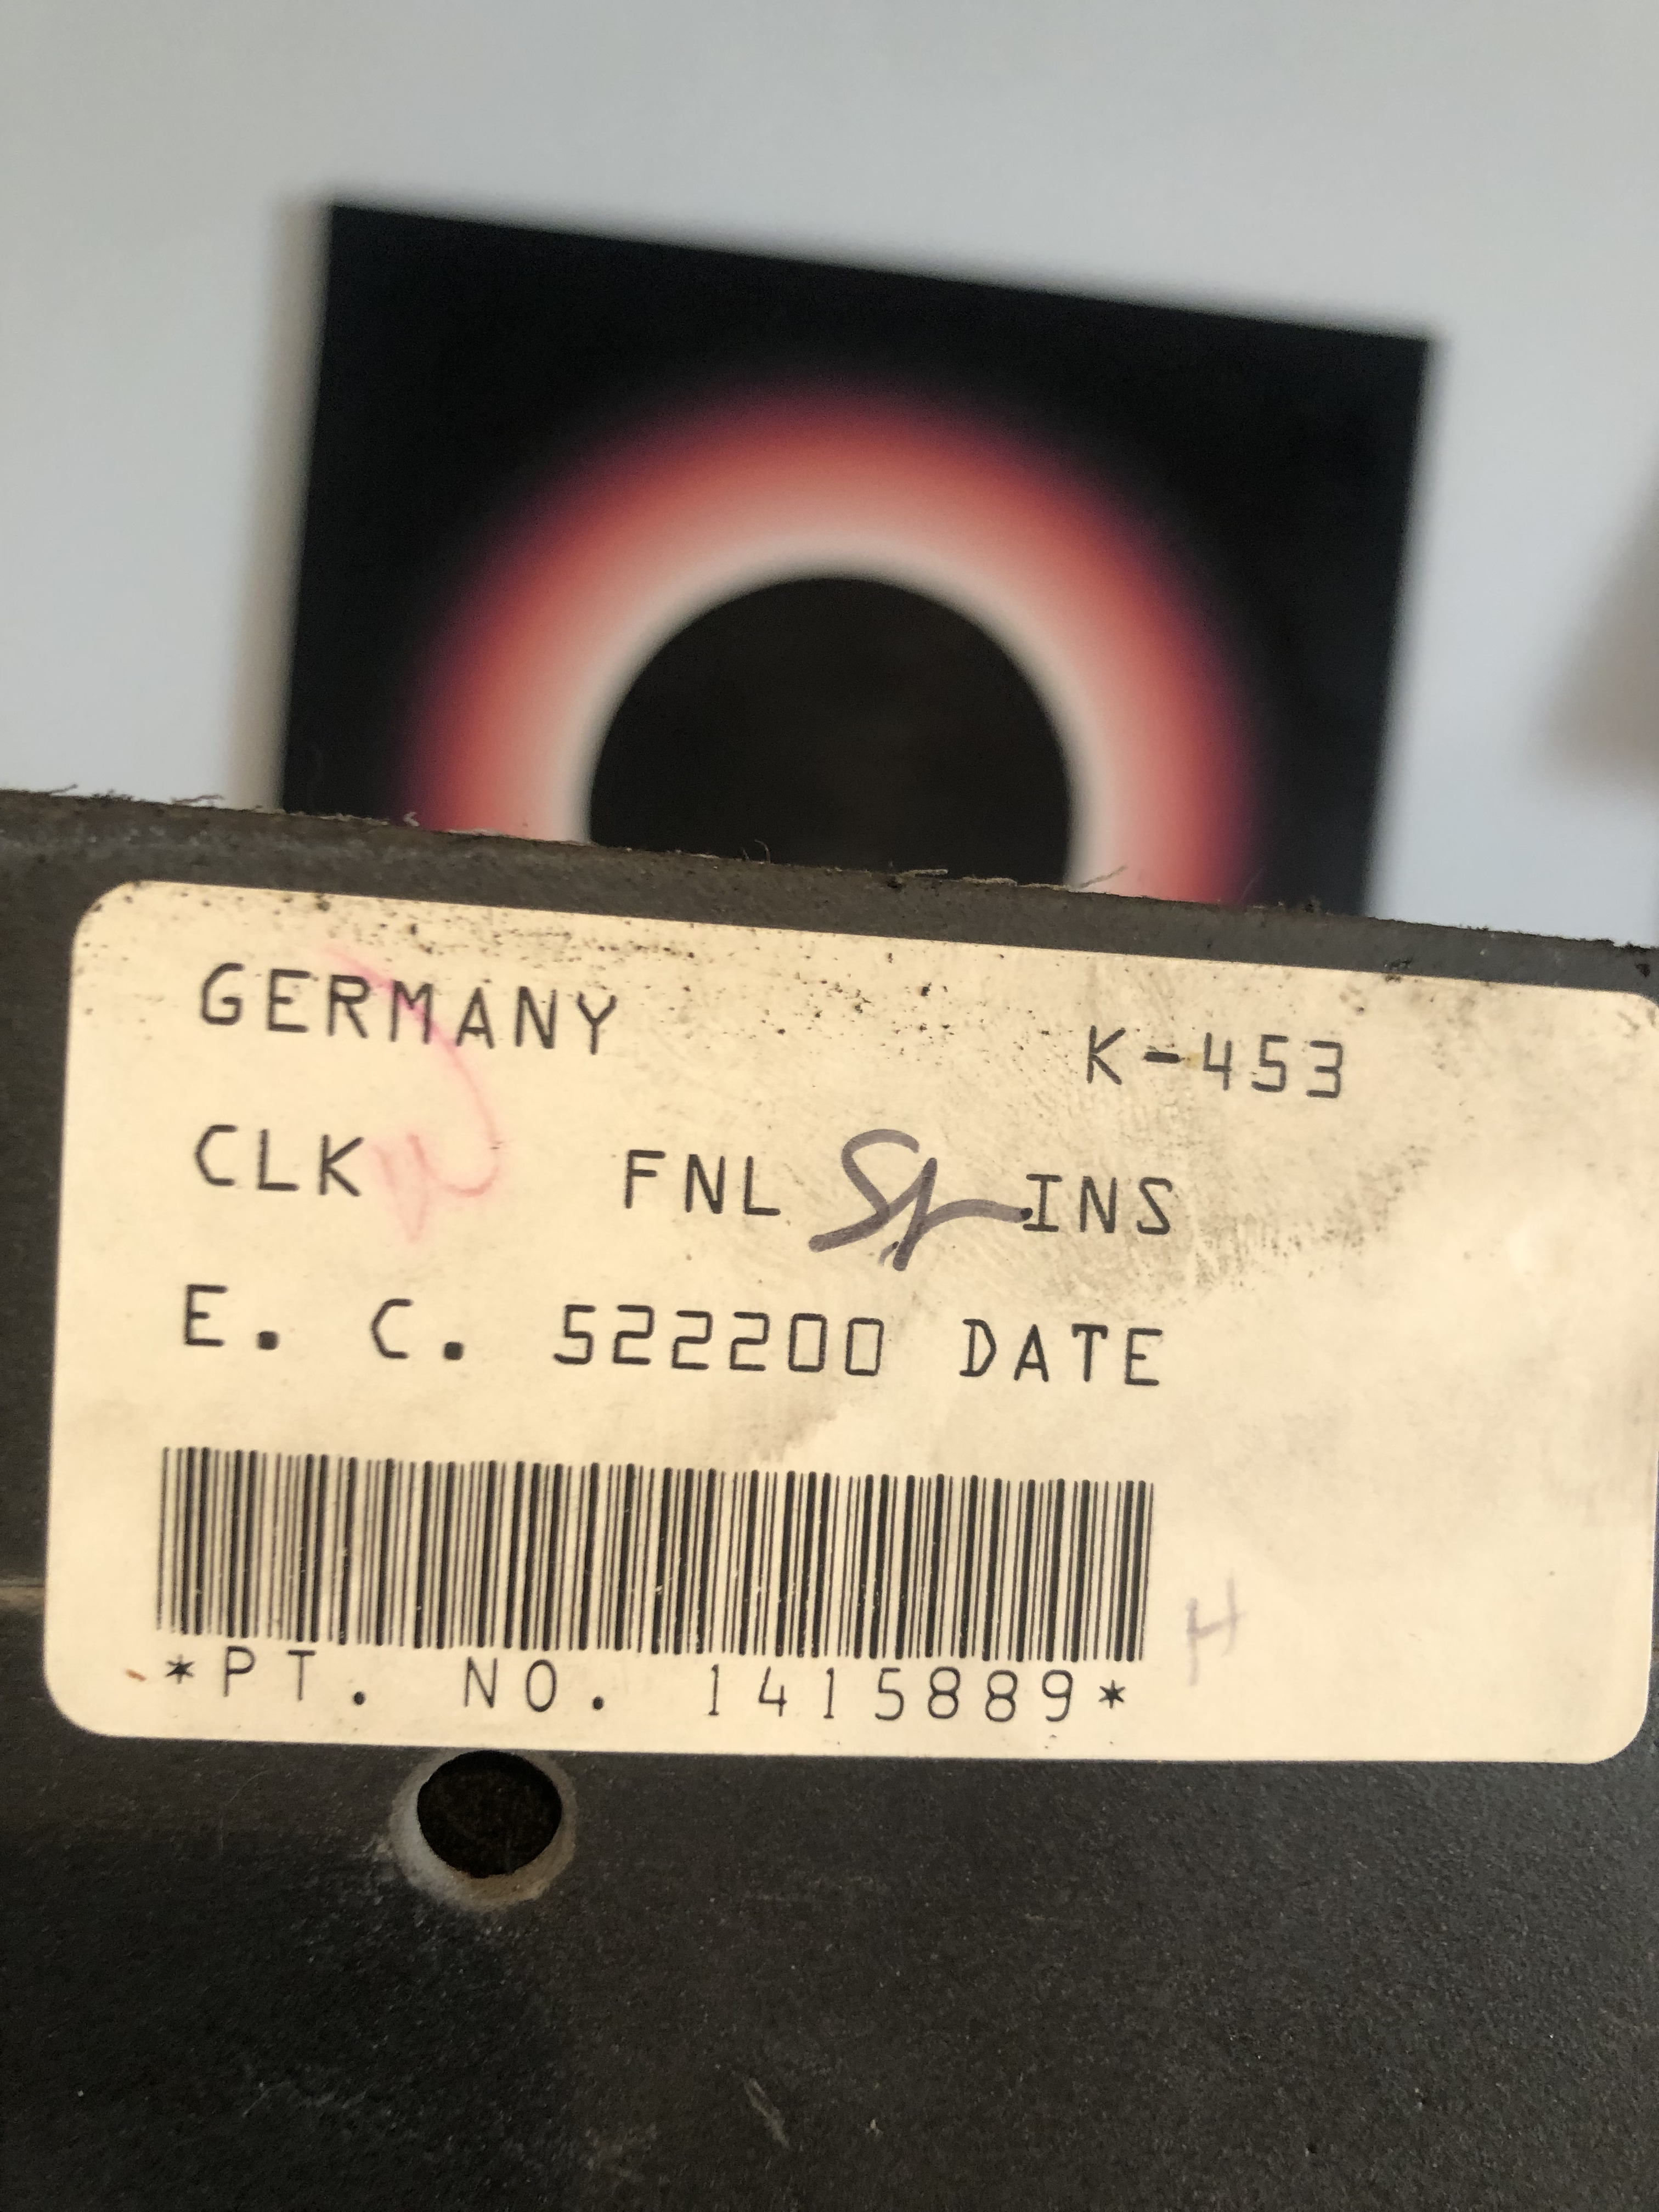 GERMANY K-453
CLK FNL INS
E. C. 522200 DATE
*PT. NO. 1415889*
H